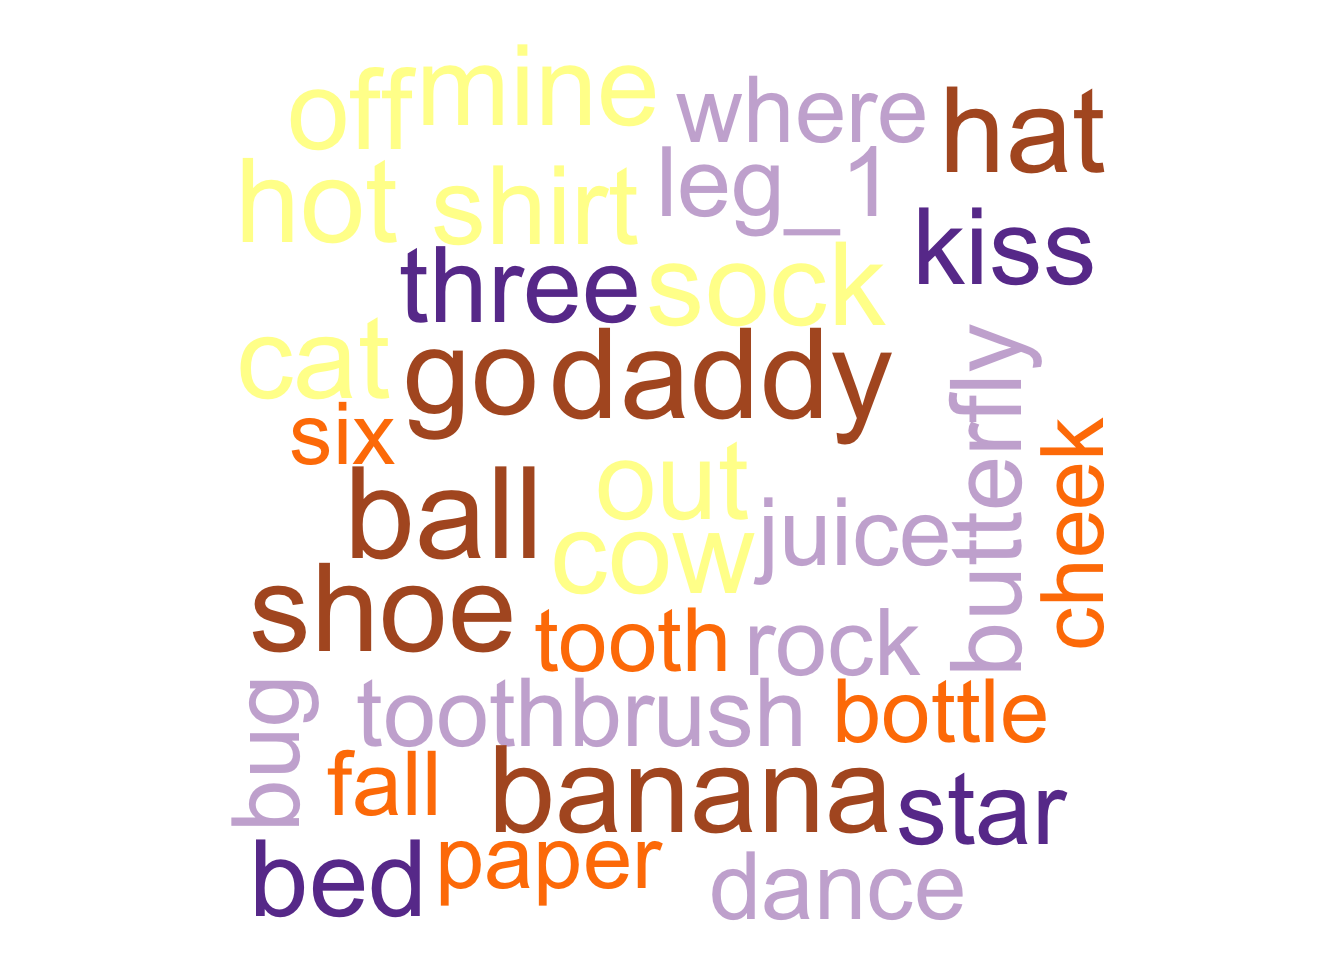 off mine where hat
hot shirt leg_1 kiss
three sock
cat go daddy butterfly
six cheek
ball out juice
cow
shoe tooth rock
bug toothbrush bottle
fall banana star
bed paper dance